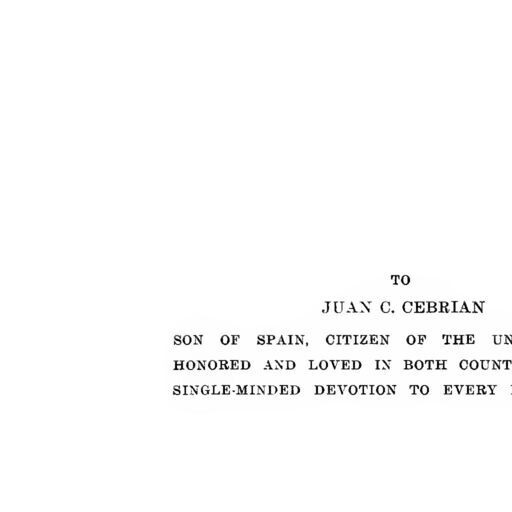 TO
JUAN C. CEBRIAN
SON OF SPAIN, CITIZEN OF THE UN
HONORED AND LOVED IN BOTH COUNT
SINGLE-MINDED DEVOTION TO EVERY